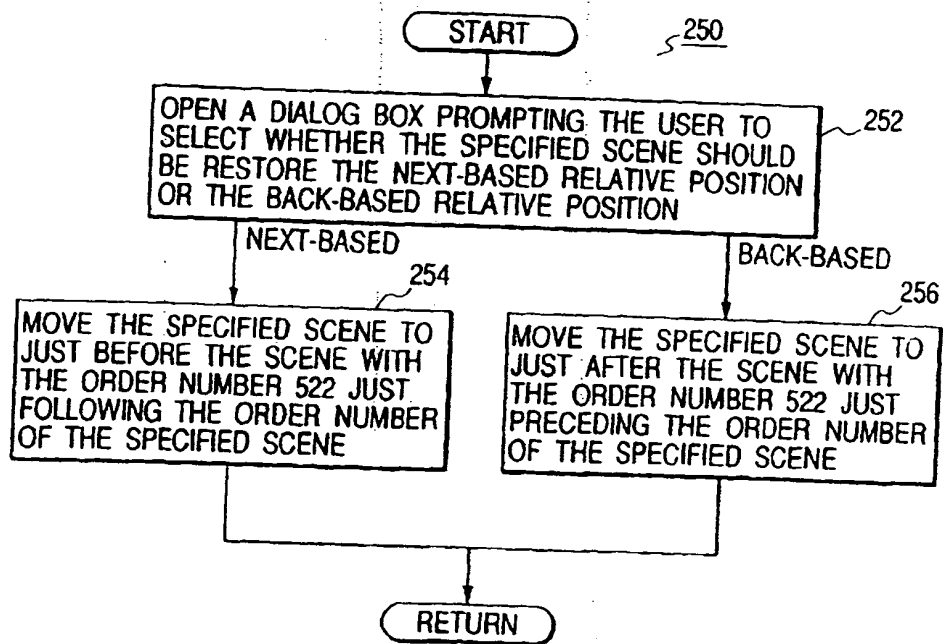 START
250
OPEN A DIALOG BOX PROMPTING THE USER TO
SELECT WHETHER THE SPECIFIED SCENE SHOULD
BE RESTORE THE NEXT-BASED RELATIVE POSITION
OR THE BACK-BASED RELATIVE POSITION
252
NEXT-BASED
BACK-BASED
254
MOVE THE SPECIFIED SCENE TO
JUST BEFORE THE SCENE WITH
THE ORDER NUMBER 522 JUST
FOLLOWING THE ORDER NUMBER
OF THE SPECIFIED SCENE
256
MOVE THE SPECIFIED SCENE TO
JUST AFTER THE SCENE WITH
THE ORDER NUMBER 522 JUST
PRECEDING THE ORDER NUMBER
OF THE SPECIFIED SCENE
RETURN